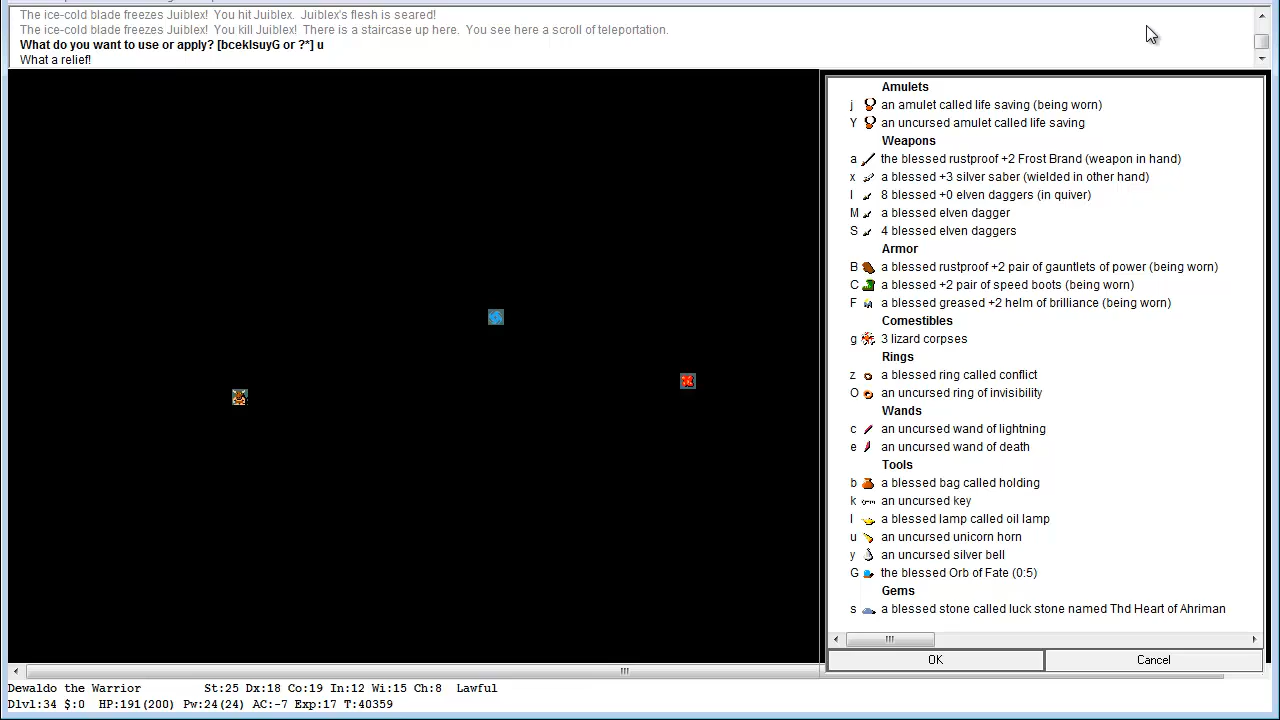 The ice-cold blade freezes Juiblex!  You hit Juiblex.  Juiblex's flesh is seared!
The ice-cold blade freezes Juiblex!  You kill Juiblex!  There is a staircase up here.  You see here a scroll of teleportation.
What do you want to use or apply? [bceklsuyG or ?*] u
What a relief!
Amulets
j an amulet called life saving (being worn)
Y an uncursed amulet called life saving
Weapons
a the blessed rustproof +2 Frost Brand (weapon in hand)
x a blessed +3 silver saber (wielded in other hand)
I 8 blessed +0 elven daggers (in quiver)
M a blessed elven dagger
S 4 blessed elven daggers
Armor
B a blessed rustproof +2 pair of gauntlets of power (being worn)
C a blessed +2 pair of speed boots (being worn)
F a blessed greased +2 helm of brilliance (being worn)
Comestibles
g 3 lizard corpses
Rings
z a blessed ring called conflict
O an uncursed ring of invisibility
Wands
c an uncursed wand of lightning
e an uncursed wand of death
Tools
b a blessed bag called holding
k an uncursed key
l a blessed lamp called oil lamp
u an uncursed unicorn horn
y an uncursed silver bell
G the blessed Orb of Fate (0:5)
Gems
s a blessed stone called luck stone named Thd Heart of Ahriman
OK Cancel
Dewaldo the Warrior St:25 Dx:18 Co:19 In:12 Wi:15 Ch:8 Lawful
Dlvl:34 $:0 HP:191(200) Pw:24(24) AC:-7 Exp:17 T:40359